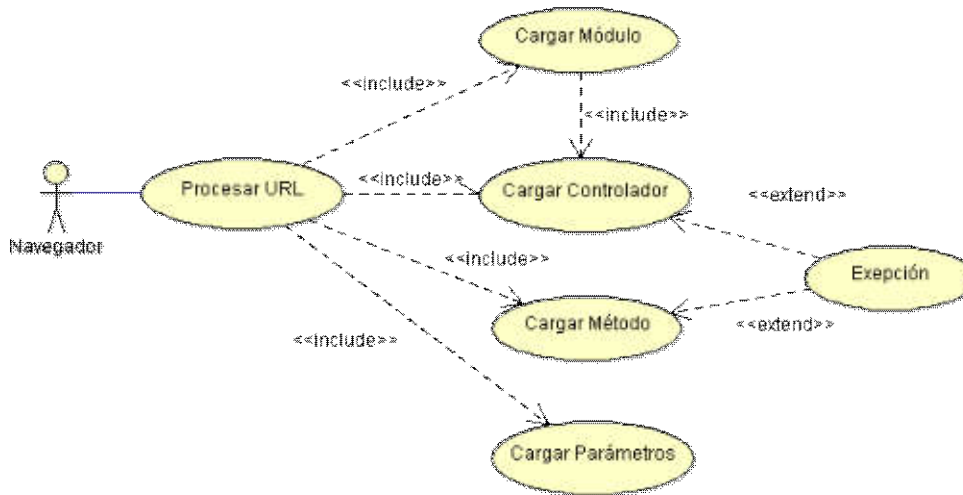 Cargar Módulo
<<include>>
<<include>>
Procesar URL
<<include>>
Cargar Controlador
<<extend>>
Navegador
<<include>>
Exepción
Cargar Método
<<extend>>
<<include>>
Cargar Parámetros